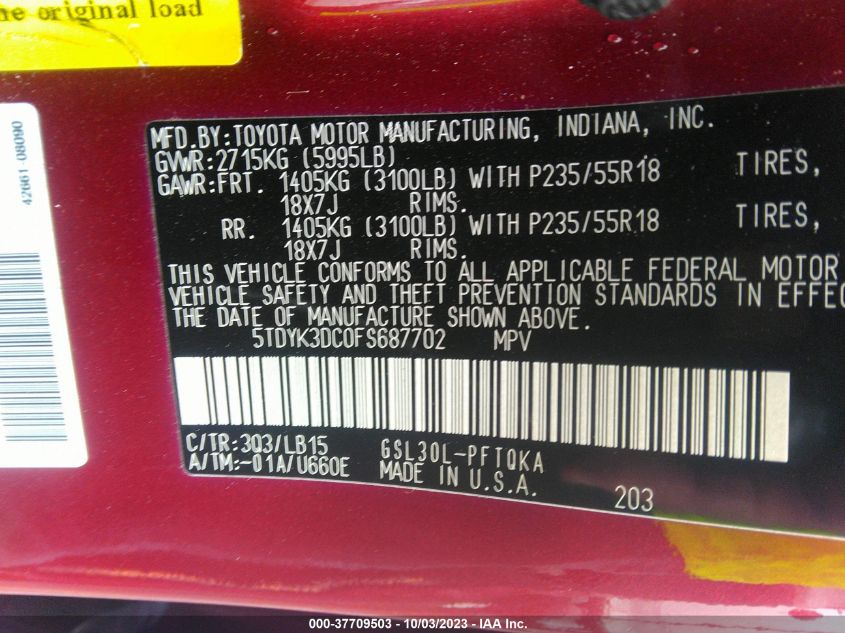 ne original load
42661-08090
MFD.BY:TOYOTA MOTOR MANUFACTURING, INDIANA, INC.
GVWR:2715KG (5995LB)
GAWR:FRT. 1405KG (3100LB) WITH P235/55R18 TIRES,
18X7J RIMS.
RR. 1405KG (3100LB) WITH P235/55R18 TIRES,
18X7J RIMS.
THIS VEHICLE CONFORMS TO ALL APPLICABLE FEDERAL MOTOR
VEHICLE SAFETY AND THEFT PREVENTION STANDARDS IN EFFEC
THE DATE OF MANUFACTURE SHOWN ABOVE.
5TDYK3DC0FS687702 MPV
C/TR:3Q3/LB15 GSL30L-PFTQKA
A/TM:-01A/U660E MADE IN U.S.A.
203
000-37709503 - 10/03/2023 - IAA Inc.